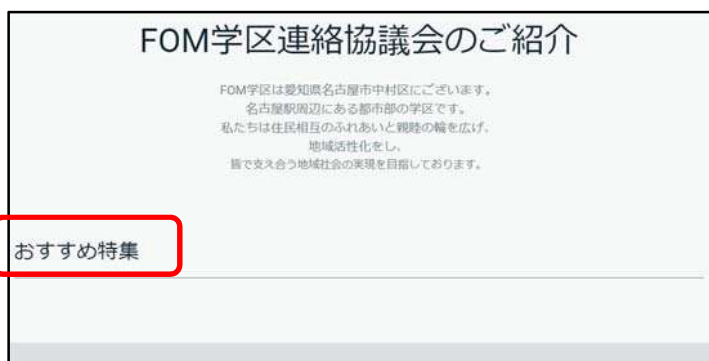 FOM学区連絡協議会のご紹介
FOM学区は愛知県名古屋市中村区にございます。
名古屋駅周辺にある都市部の学区です。
私たちは住民相互のふれあいと親睦の輪を広げ、
地域活性化をし、
皆で支え合う地域社会の実現を目指しております。
おすすめ特集